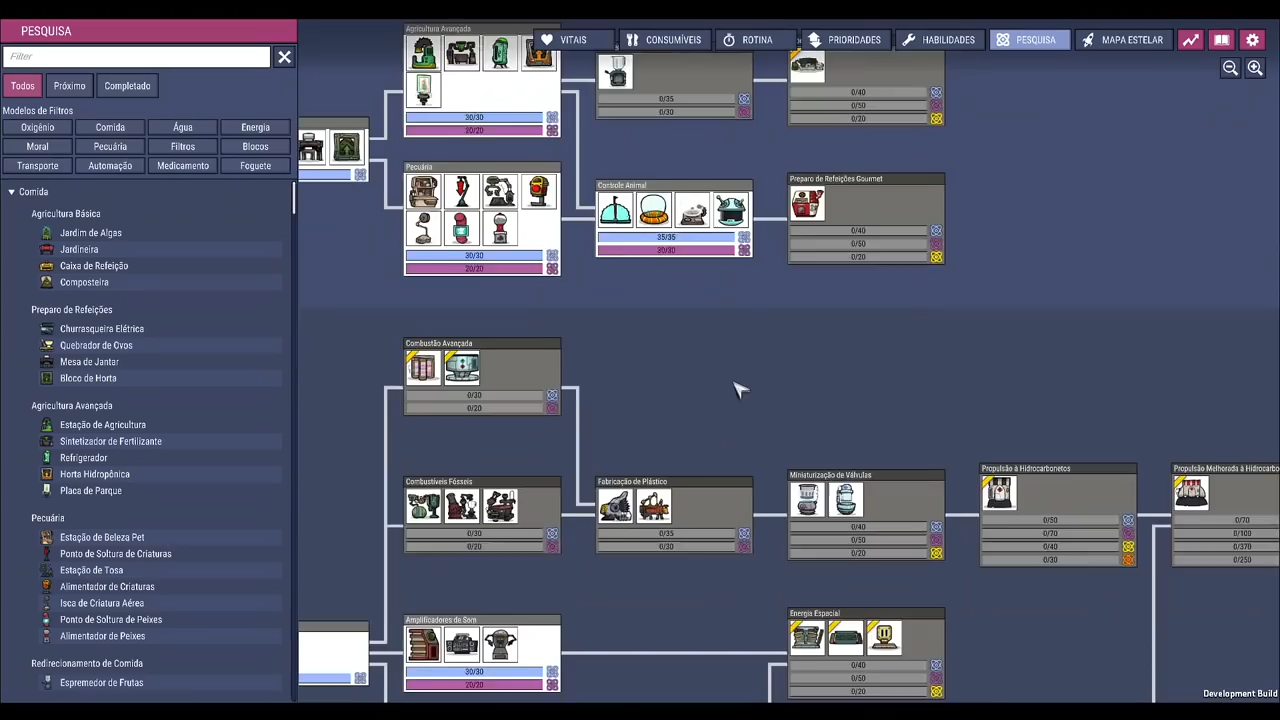 PESQUISA
Filter
Todos
Próximo
Completado
Modelos de Filtros
Oxigênio
Comida
Água
Energia
Moral
Pecuária
Filtros
Blocos
Transporte
Automação
Medicamento
Foguete
Comida
Agricultura Básica
Jardim de Algas
Jardineira
Caixa de Refeição
Composteira
Preparo de Refeições
Churrasqueira Elétrica
Quebrador de Ovos
Mesa de Jantar
Bloco de Horta
Agricultura Avançada
Estação de Agricultura
Sintetizador de Fertilizante
Refrigerador
Horta Hidropônica
Placa de Parque
Pecuária
Estação de Beleza Pet
Ponto de Soltura de Criaturas
Estação de Tosa
Alimentador de Criaturas
Isca de Criatura Aérea
Ponto de Soltura de Peixes
Alimentador de Peixes
Redirecionamento de Comida
Espremedor de Frutas
VITAIS
CONSUMÍVEIS
ROTINA
PRIORIDADES
HABILIDADES
PESQUISA
MAPA ESTELAR
Agricultura Avançada
30/30
20/20
0/35
0/30
0/40
0/50
0/20
Pecuária
30/30
20/20
Controle Animal
35/35
30/30
Preparo de Refeições Gourmet
0/40
0/50
0/20
Combustão Avançada
0/30
0/20
Combustíveis Fósseis
0/30
0/20
Fabricação de Plástico
0/35
0/30
Miniaturização de Válvulas
0/40
0/50
0/20
Propulsão à Hidrocarbonetos
0/50
0/70
0/40
0/30
Propulsão Melhorada à Hidrocarbo
0/70
0/100
0/370
0/250
Amplificadores de Som
30/30
20/20
Energia Espacial
0/40
0/50
0/20
Development Build